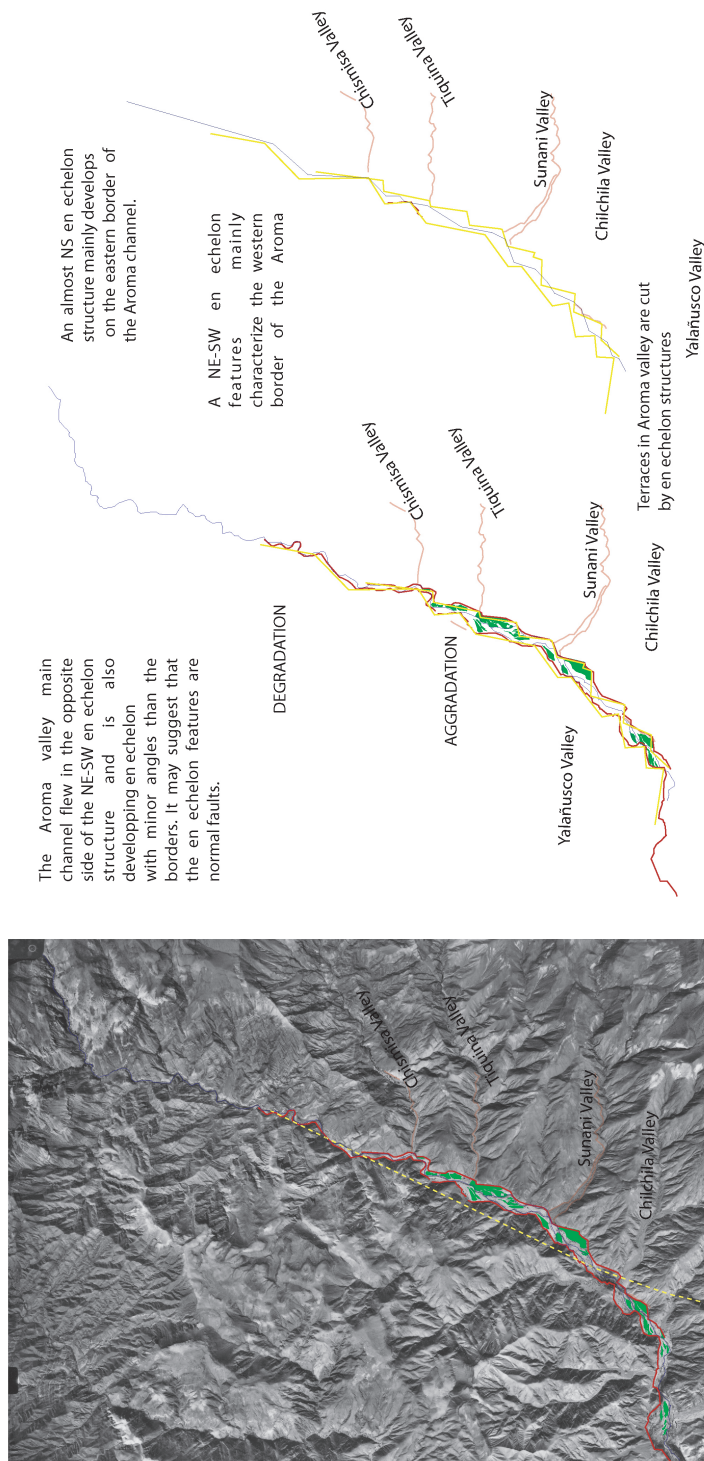 Chismisa Valley
Tiquina Valley
Sunani Valley
Chilchila Valley
The Aroma valley main
channel flew in the opposite
side of the NE-SW en echelon
structure and is also
developping en echelon
with minor angles than the
borders. It may suggest that
the en echelon features are
normal faults.
DEGRADATION
AGGRADATION
Chismisa Valley
Tiquina Valley
Sunani Valley
Chilchila Valley
Yalañusco Valley
An almost NS en echelon
structure mainly develops
on the eastern border of
the Aroma channel.
A NE-SW en echelon
features mainly
characterize the western
border of the Aroma
Chismisa Valley
Tiquina Valley
Sunani Valley
Chilchila Valley
Terraces in Aroma valley are cut
by en echelon structures
Yalañusco Valley